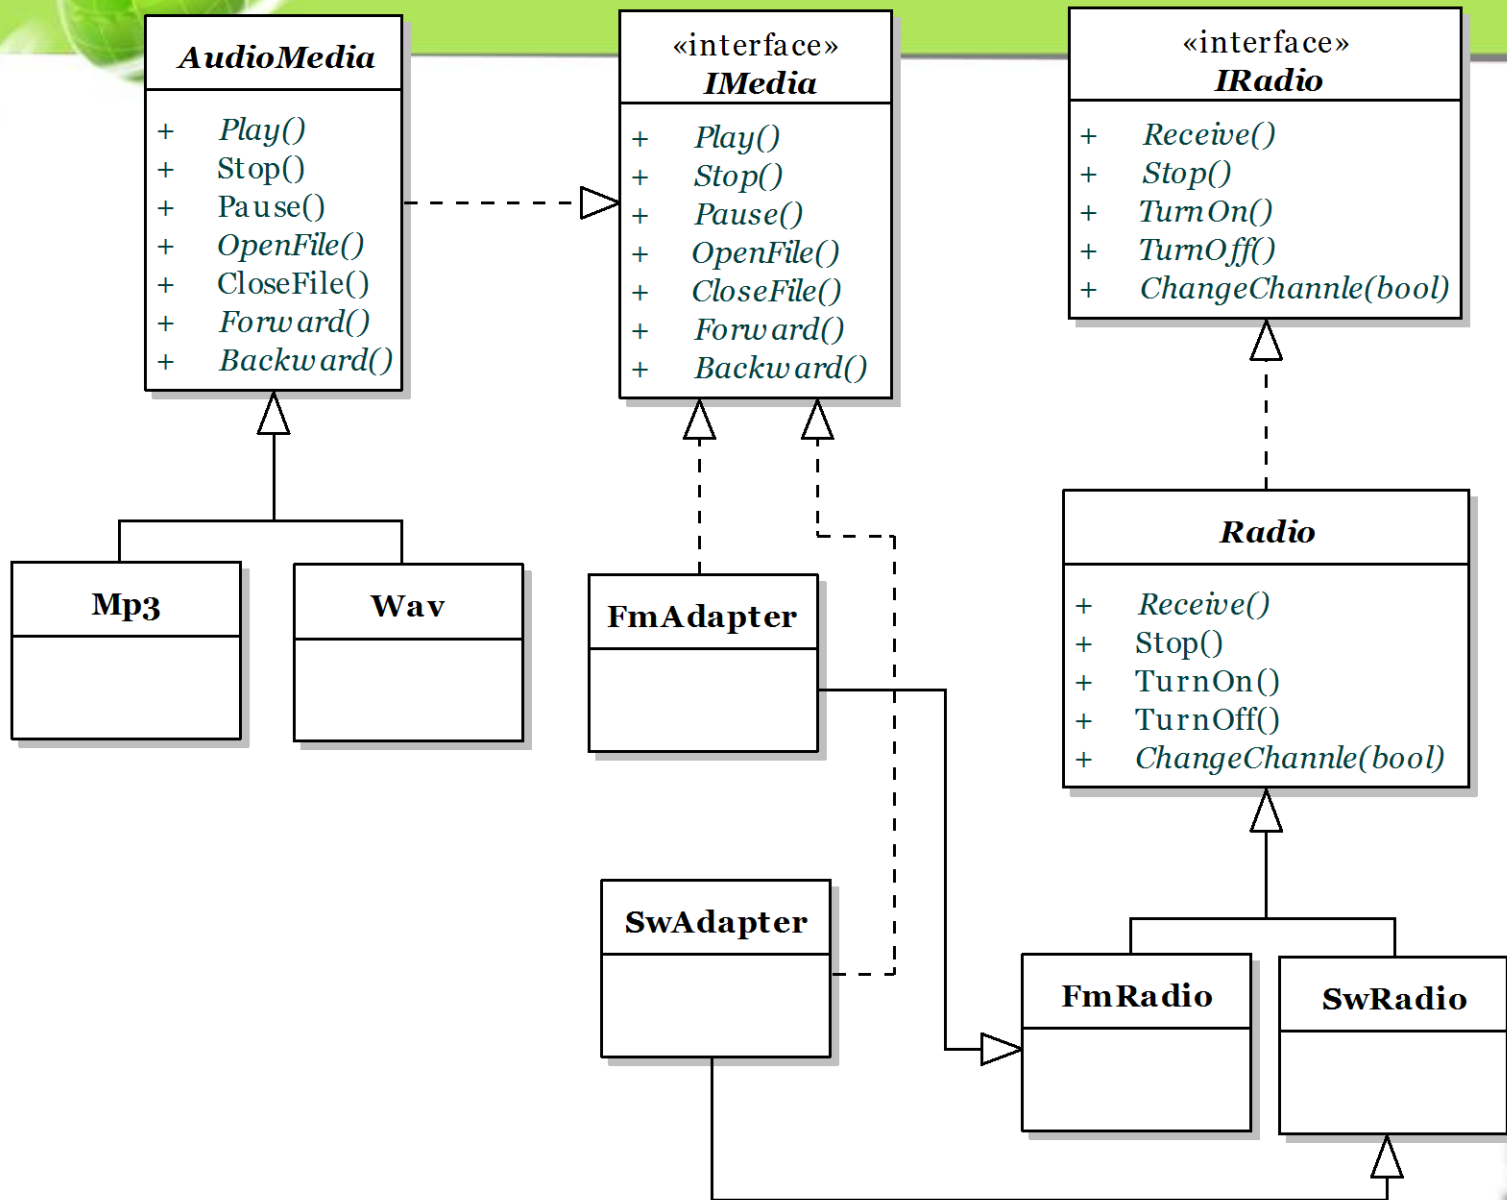 AudioMedia
+ Play()
+ Stop()
+ Pause()
+ OpenFile()
+ CloseFile()
+ Forward()
+ Backward()
«interface»
IMedia
+ Play()
+ Stop()
+ Pause()
+ OpenFile()
+ CloseFile()
+ Forward()
+ Backward()
«interface»
IRadio
+ Receive()
+ Stop()
+ TurnOn()
+ TurnOff()
+ ChangeChannle(bool)
Mp3
Wav
FmAdapter
Radio
+ Receive()
+ Stop()
+ TurnOn()
+ TurnOff()
+ ChangeChannle(bool)
SwAdapter
FmRadio
SwRadio